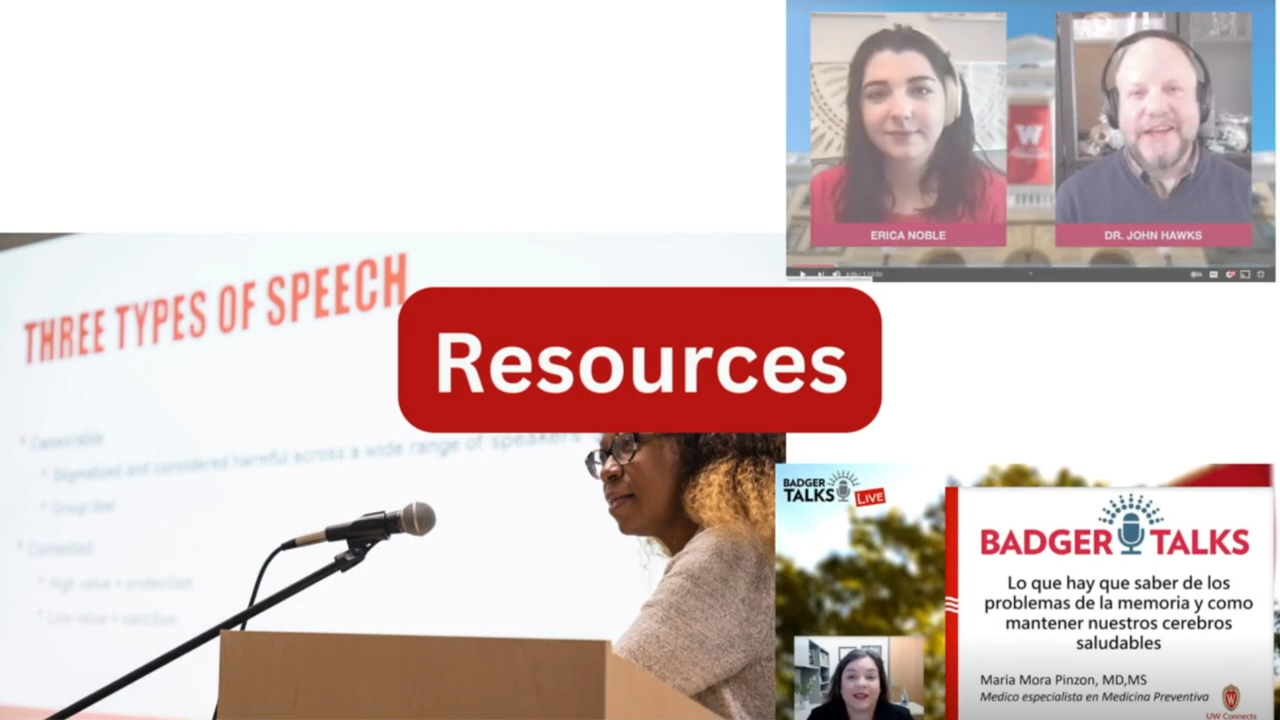 ERICA NOBLE
DR. JOHN HAWKS
W
THREE TYPES OF SPEECH
Resources
Censorable
Stigmatized and considered harmful across a wide range of speakers
Group libel
Contested
High value = protection
Low value = sanction
BADGER
TALKS
LIVE
BADGER TALKS
Lo que hay que saber de los
problemas de la memoria y como
mantener nuestros cerebros
saludables
Maria Mora Pinzon, MD,MS
Medico especialista en Medicina Preventiva
W
UW Connects